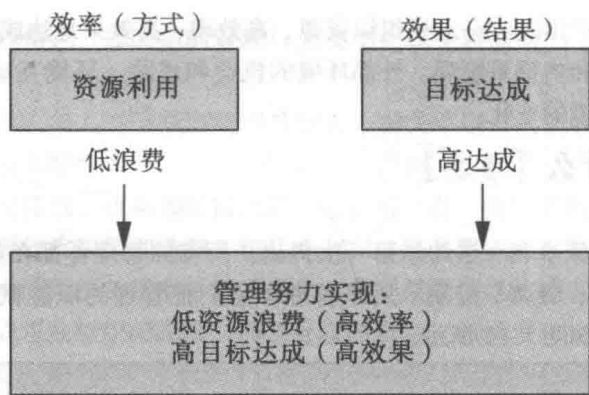 效率（方式）
效果（结果）
资源利用
目标达成
低浪费
高达成
管理努力实现：
低资源浪费（高效率）
高目标达成（高效果）